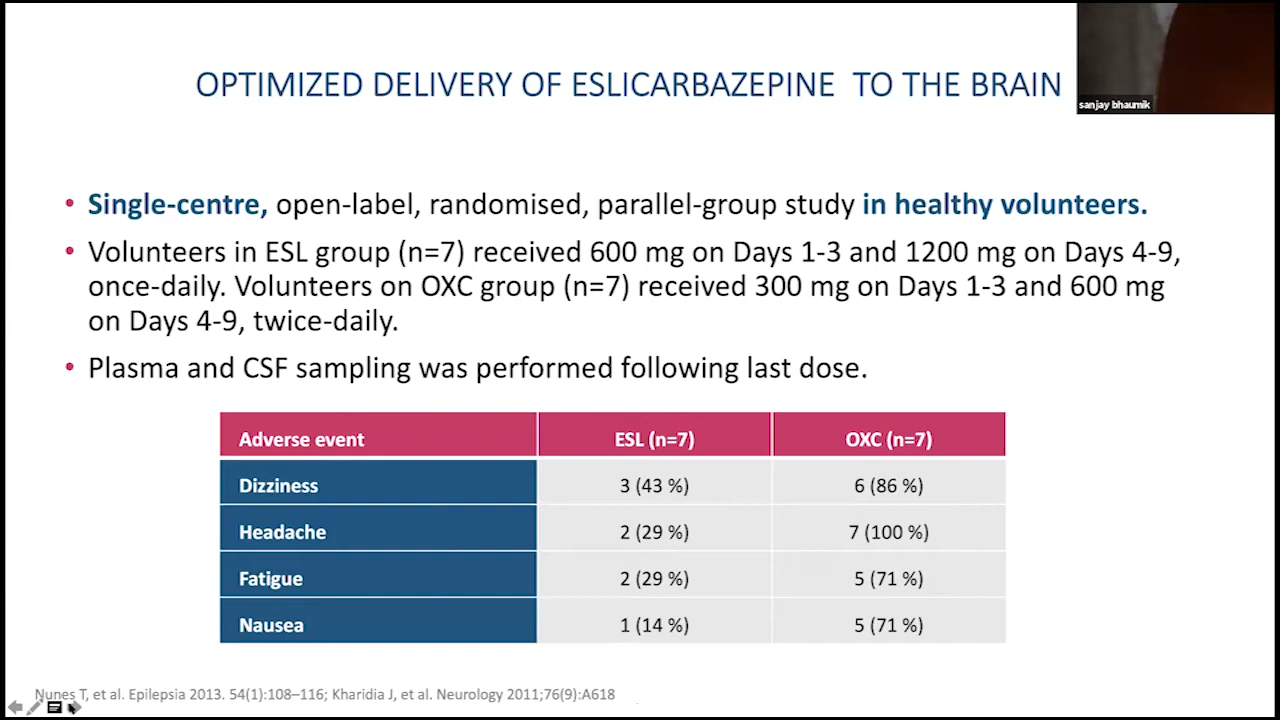 OPTIMIZED DELIVERY OF ESLICARBAZEPINE TO THE BRAIN
sanjay bhaumik
• Single-centre, open-label, randomised, parallel-group study in healthy volunteers.
• Volunteers in ESL group (n=7) received 600 mg on Days 1-3 and 1200 mg on Days 4-9,
once-daily. Volunteers on OXC group (n=7) received 300 mg on Days 1-3 and 600 mg
on Days 4-9, twice-daily.
• Plasma and CSF sampling was performed following last dose.
Adverse event ESL (n=7) OXC (n=7)
Dizziness 3 (43 %) 6 (86 %)
Headache 2 (29 %) 7 (100 %)
Fatigue 2 (29 %) 5 (71 %)
Nausea 1 (14 %) 5 (71 %)
Nunes T, et al. Epilepsia 2013. 54(1):108–116; Kharidia J, et al. Neurology 2011;76(9):A618